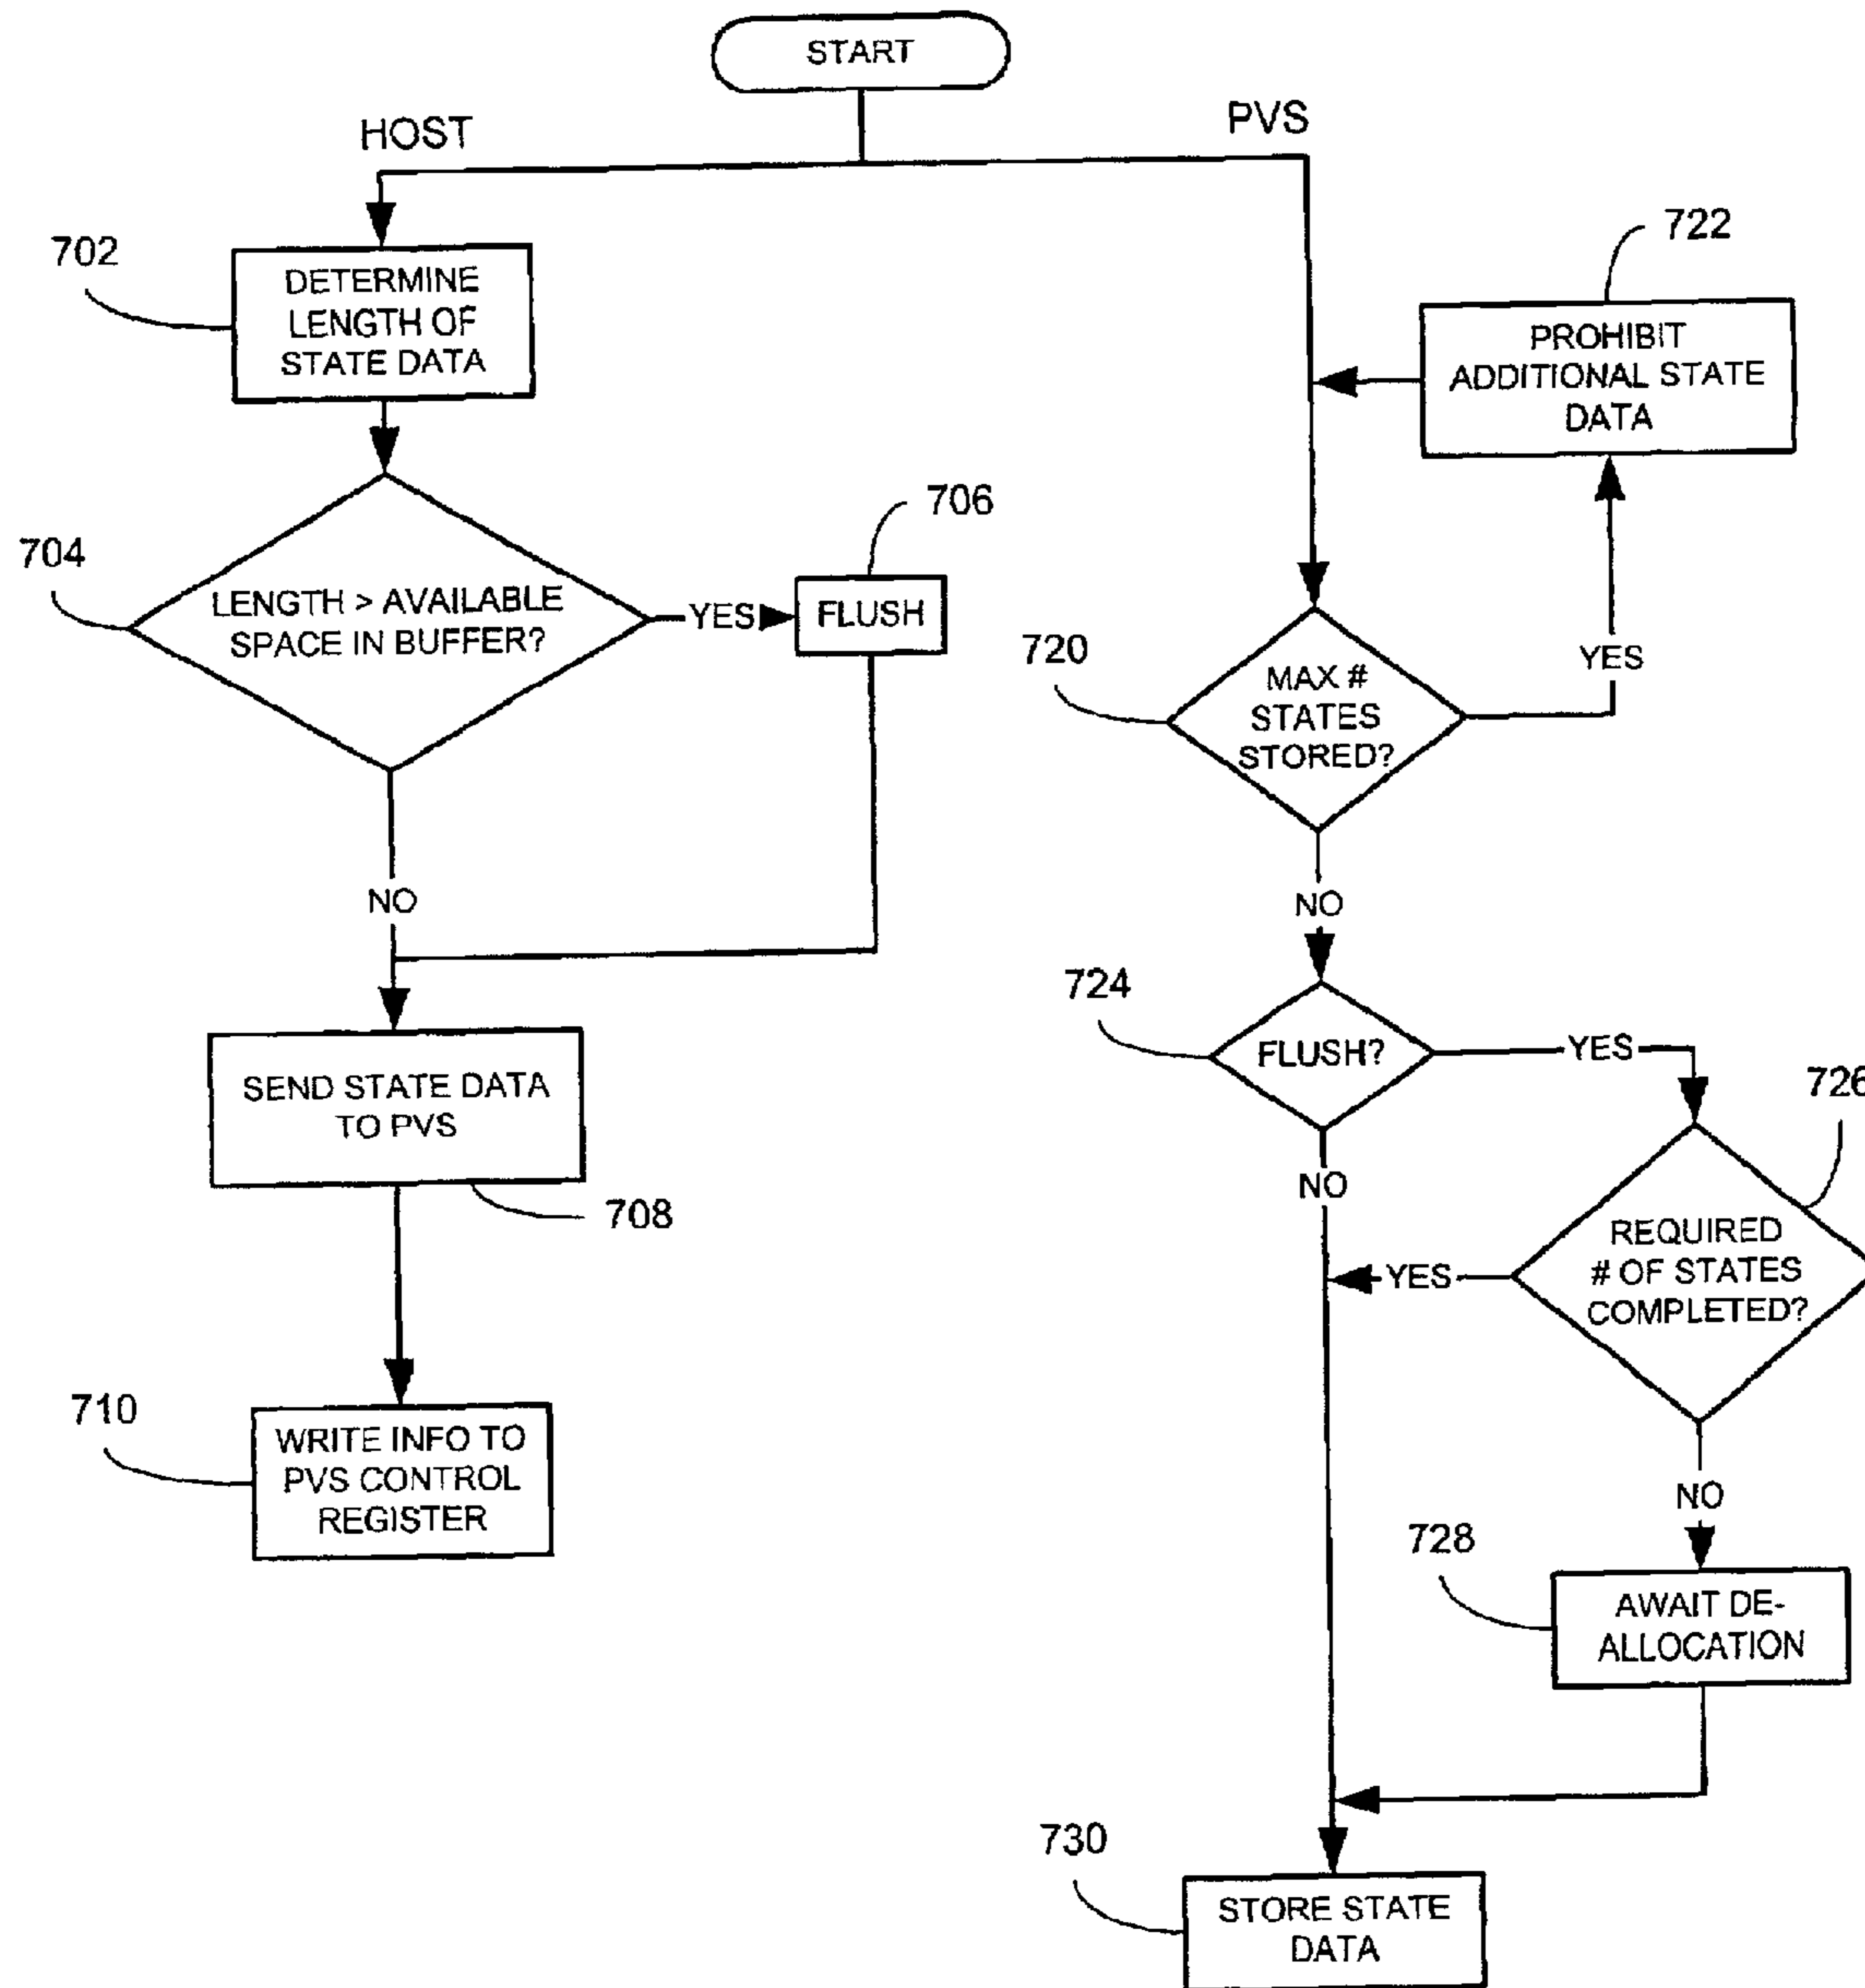 START
HOST
PVS
702
DETERMINE
LENGTH OF
STATE DATA
704
LENGTH > AVAILABLE
SPACE IN BUFFER?
YES
706
FLUSH
NO
SEND STATE DATA
TO PVS
708
710
WRITE INFO TO
PVS CONTROL
REGISTER
722
PROHIBIT
ADDITIONAL STATE
DATA
YES
720
MAX #
STATES
STORED?
NO
724
FLUSH?
YES
NO
726
REQUIRED
# OF STATES
COMPLETED?
YES
NO
728
AWAIT DE-
ALLOCATION
730
STORE STATE
DATA